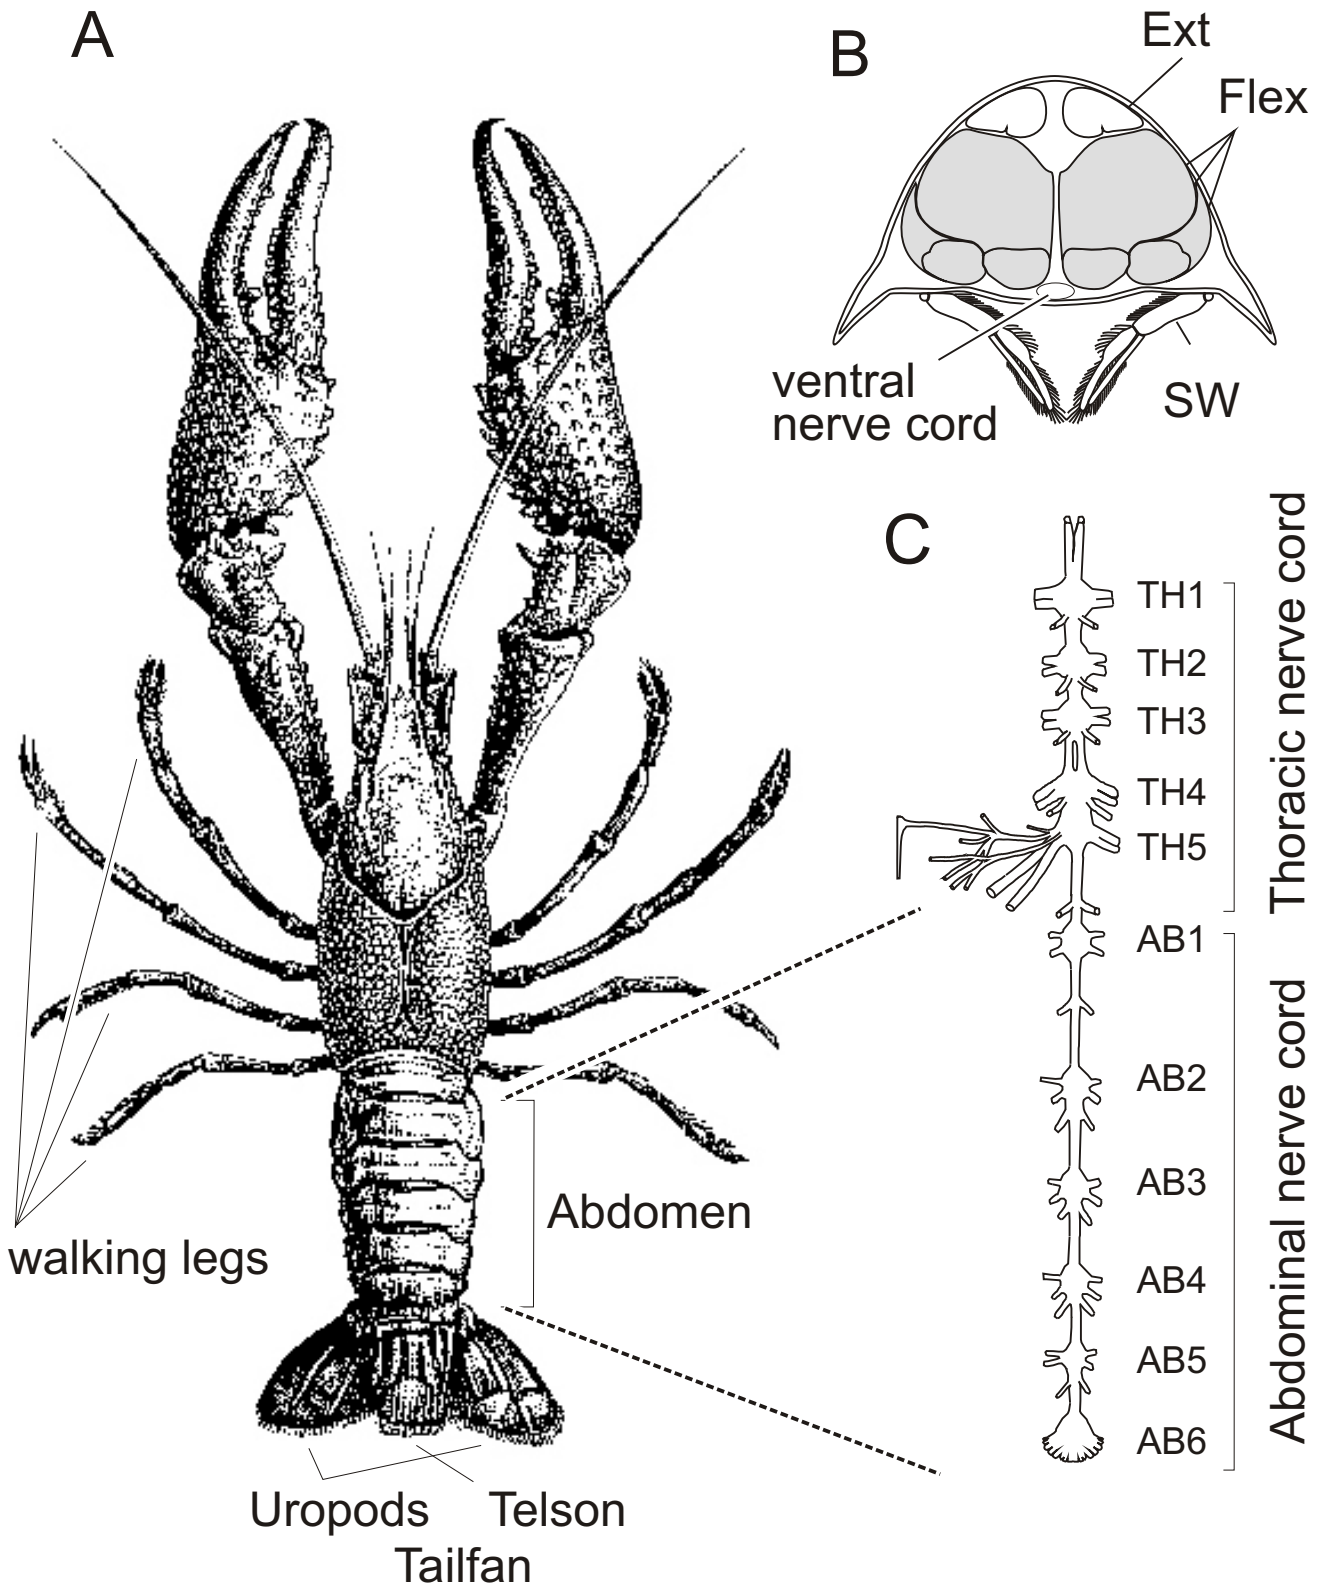 A
B
Ext
Flex
ventral
nerve cord
SW
C
TH1
TH2
TH3
TH4
TH5
Thoracic nerve cord
AB1
AB2
AB3
AB4
AB5
AB6
Abdominal nerve cord
Abdomen
walking legs
Uropods
Telson
Tailfan